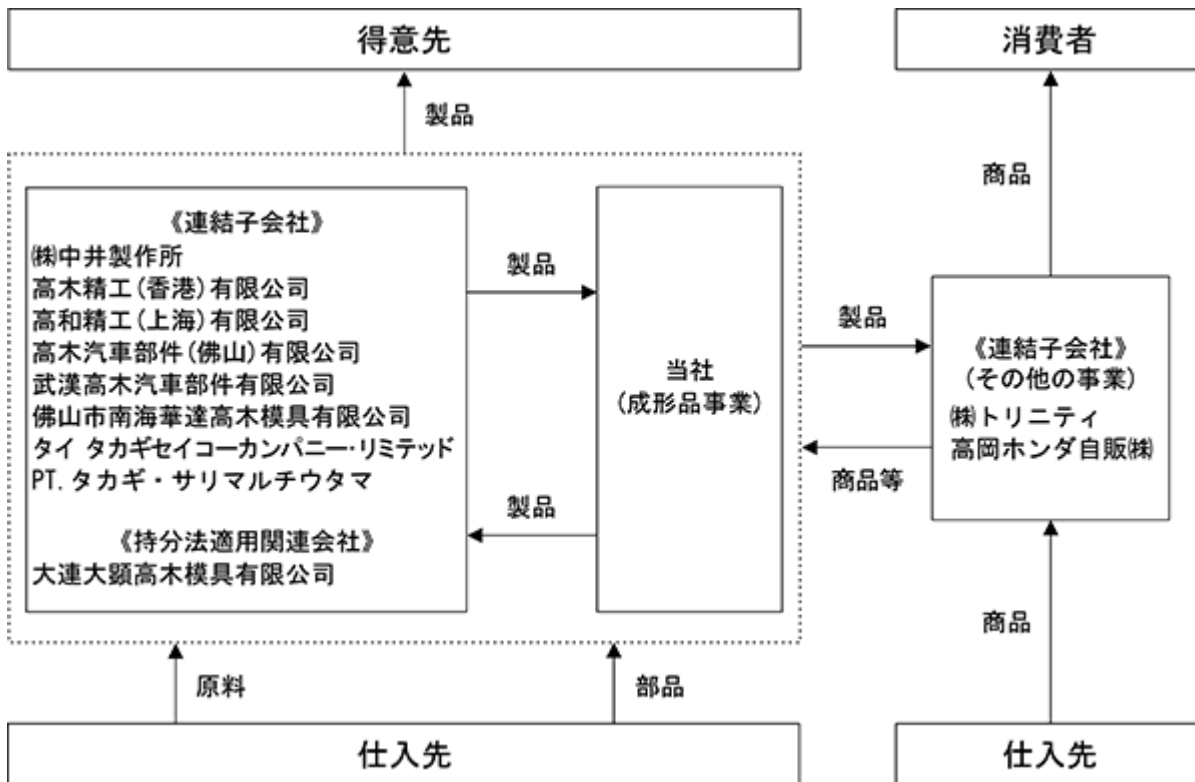 得意先
消費者
製品
商品
《連結子会社》
㈱中井製作所
高木精工(香港)有限公司
高和精工(上海)有限公司
高木汽車部件(佛山)有限公司
武漢高木汽車部件有限公司
佛山市南海華達高木模具有限公司
タイ タカギセイコーカンパニー・リミテッド
PT. タカギ・サリマルチウタマ
《持分法適用関連会社》
大連大顕高木模具有限公司
製品
製品
当社
(成形品事業)
製品
商品等
《連結子会社》
(その他の事業)
㈱トリニティ
高岡ホンダ自販㈱
商品
原料
部品
仕入先
仕入先